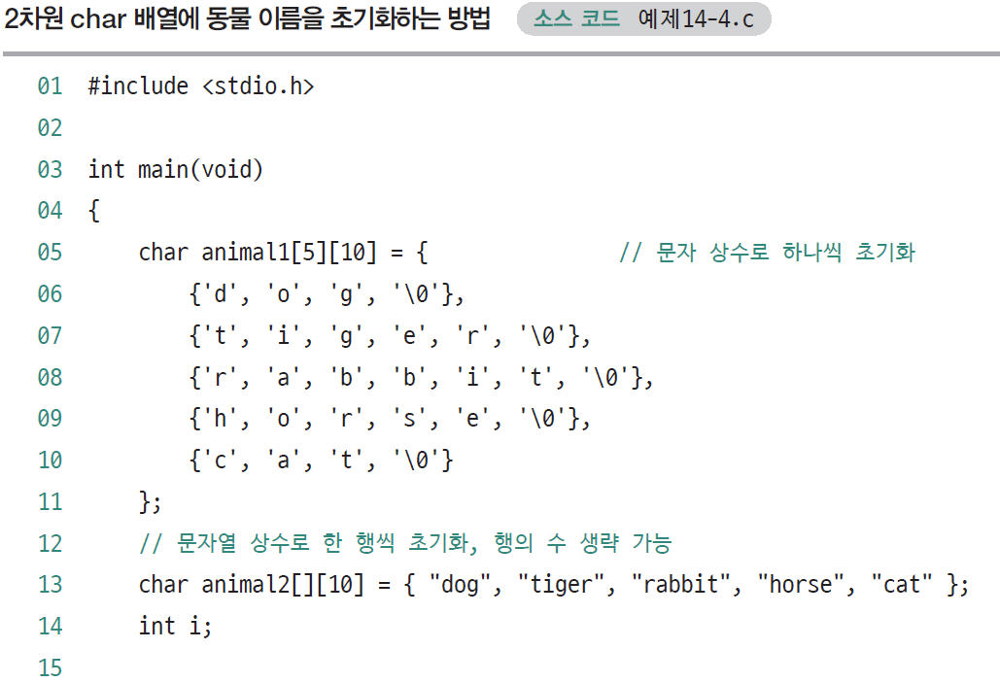 2차원 char 배열에 동물 이름을 초기화하는 방법 소스 코드 예제14-4.c
01 #include <stdio.h>
02
03 int main(void)
04 {
05     char animal1[5][10] = {               // 문자 상수로 하나씩 초기화
06         {'d', 'o', 'g', '\0'},
07         {'t', 'i', 'g', 'e', 'r', '\0'},
08         {'r', 'a', 'b', 'b', 'i', 't', '\0'},
09         {'h', 'o', 'r', 's', 'e', '\0'},
10         {'c', 'a', 't', '\0'}
11     };
12     // 문자열 상수로 한 행씩 초기화, 행의 수 생략 가능
13     char animal2[][10] = { "dog", "tiger", "rabbit", "horse", "cat" };
14     int i;
15